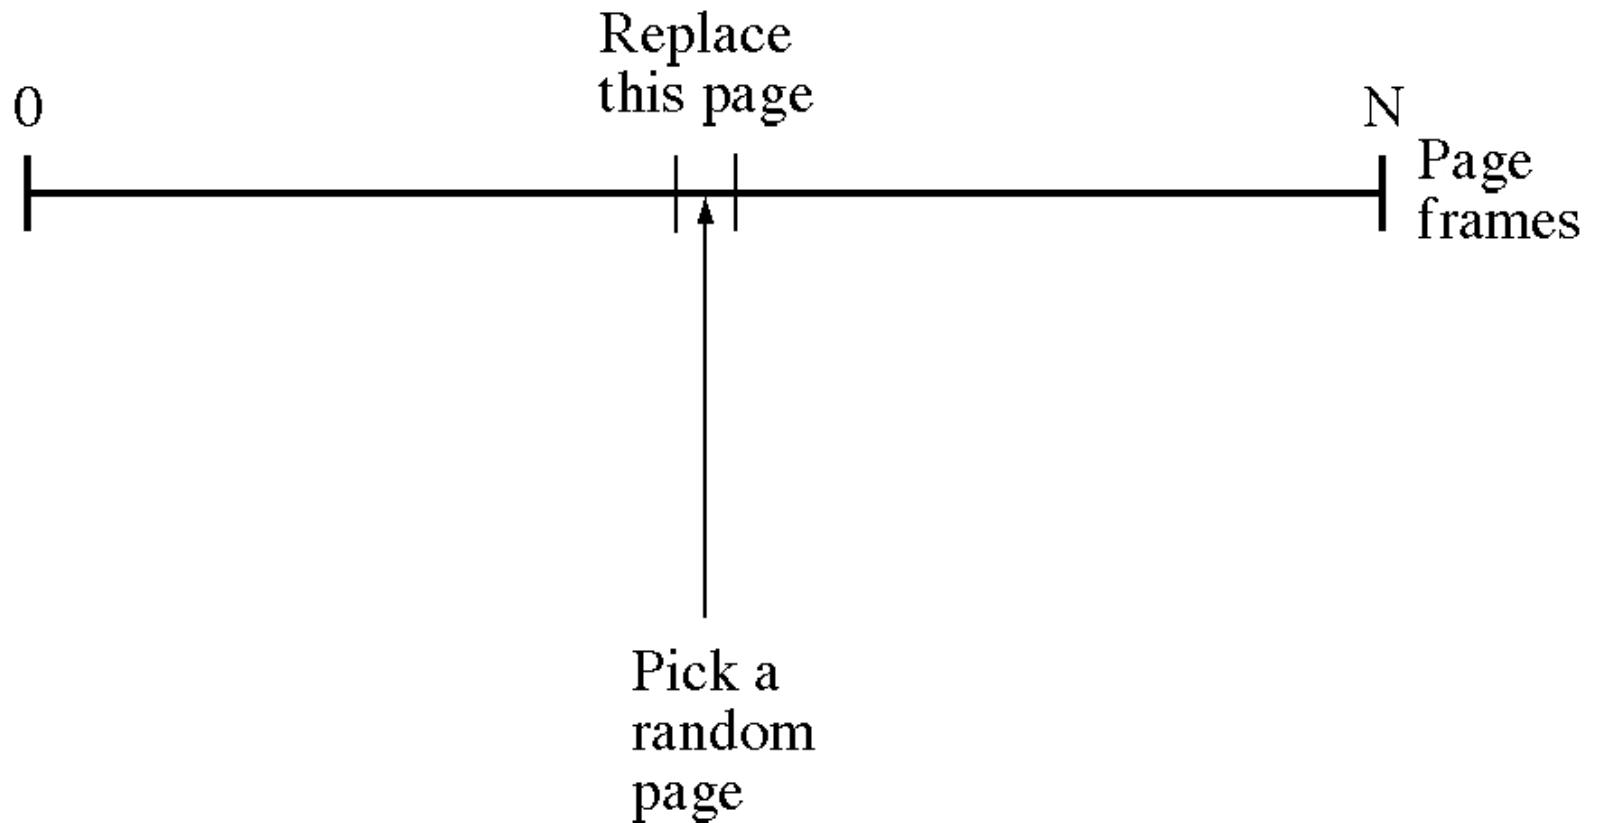 Replace
this page
0
N
Page
frames
Pick a
random
page